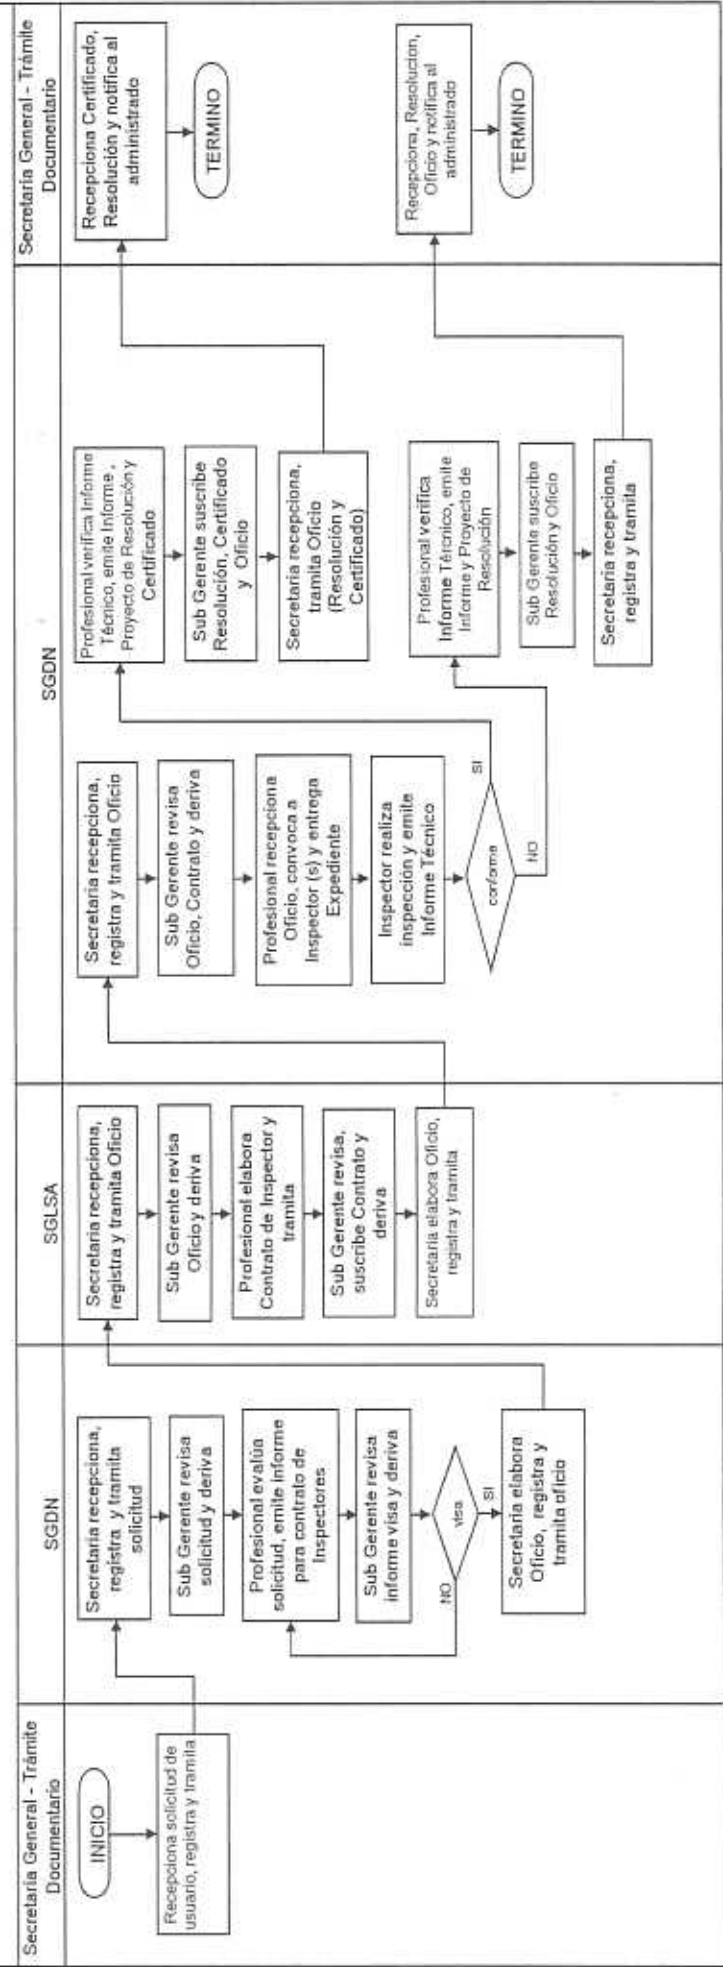 Secretaria General - Trámite
Documentario
INICIO
Recepciona solicitud de
usuario, registra y tramita
SGDN
Secretaria recepciona,
registra y tramita
solicitud
Sub Gerente revisa
solicitud y deriva
Profesional evalúa
solicitud, emite informe
para contrato de
Inspectores
Sub Gerente revisa
informe visa y deriva
visa
NO
SI
Secretaria elabora
Oficio, registra y
tramita oficio
SGLSA
Secretaria recepciona,
registra y tramita Oficio
Sub Gerente revisa
Oficio y deriva
Profesional elabora
Contrato de Inspector y
tramita
Sub Gerente revisa,
suscribe Contrato y
deriva
Secretaria elabora Oficio,
registra y tramita
SGDN
Secretaria recepciona,
registra y tramita Oficio
Sub Gerente revisa
Oficio, Contrato y deriva
Profesional recepciona
Oficio, convoca a
Inspector (s) y entrega
Expediente
Inspector realiza
inspección y emite
Informe Técnico
conforme
SI
NO
Profesional verifica Informe
Técnico, emite Informe ,
Proyecto de Resolución y
Certificado
Sub Gerente suscribe
Resolución, Certificado
y Oficio
Secretaria recepciona,
tramita Oficio
(Resolución y
Certificado)
Profesional verifica
Informe Tércnico, emite
Informe y Proyecto de
Resolución
Sub Gerente suscribe
Resolución y Oficio
Secretaria recepciona,
registra y tramita
Secretaria General - Trámite
Documentario
Recepciona Certificado,
Resolución y notifica al
administrado
TERMINO
Recepciona, Resolucion,
Oficio y notifica al
administrado
TERMINO